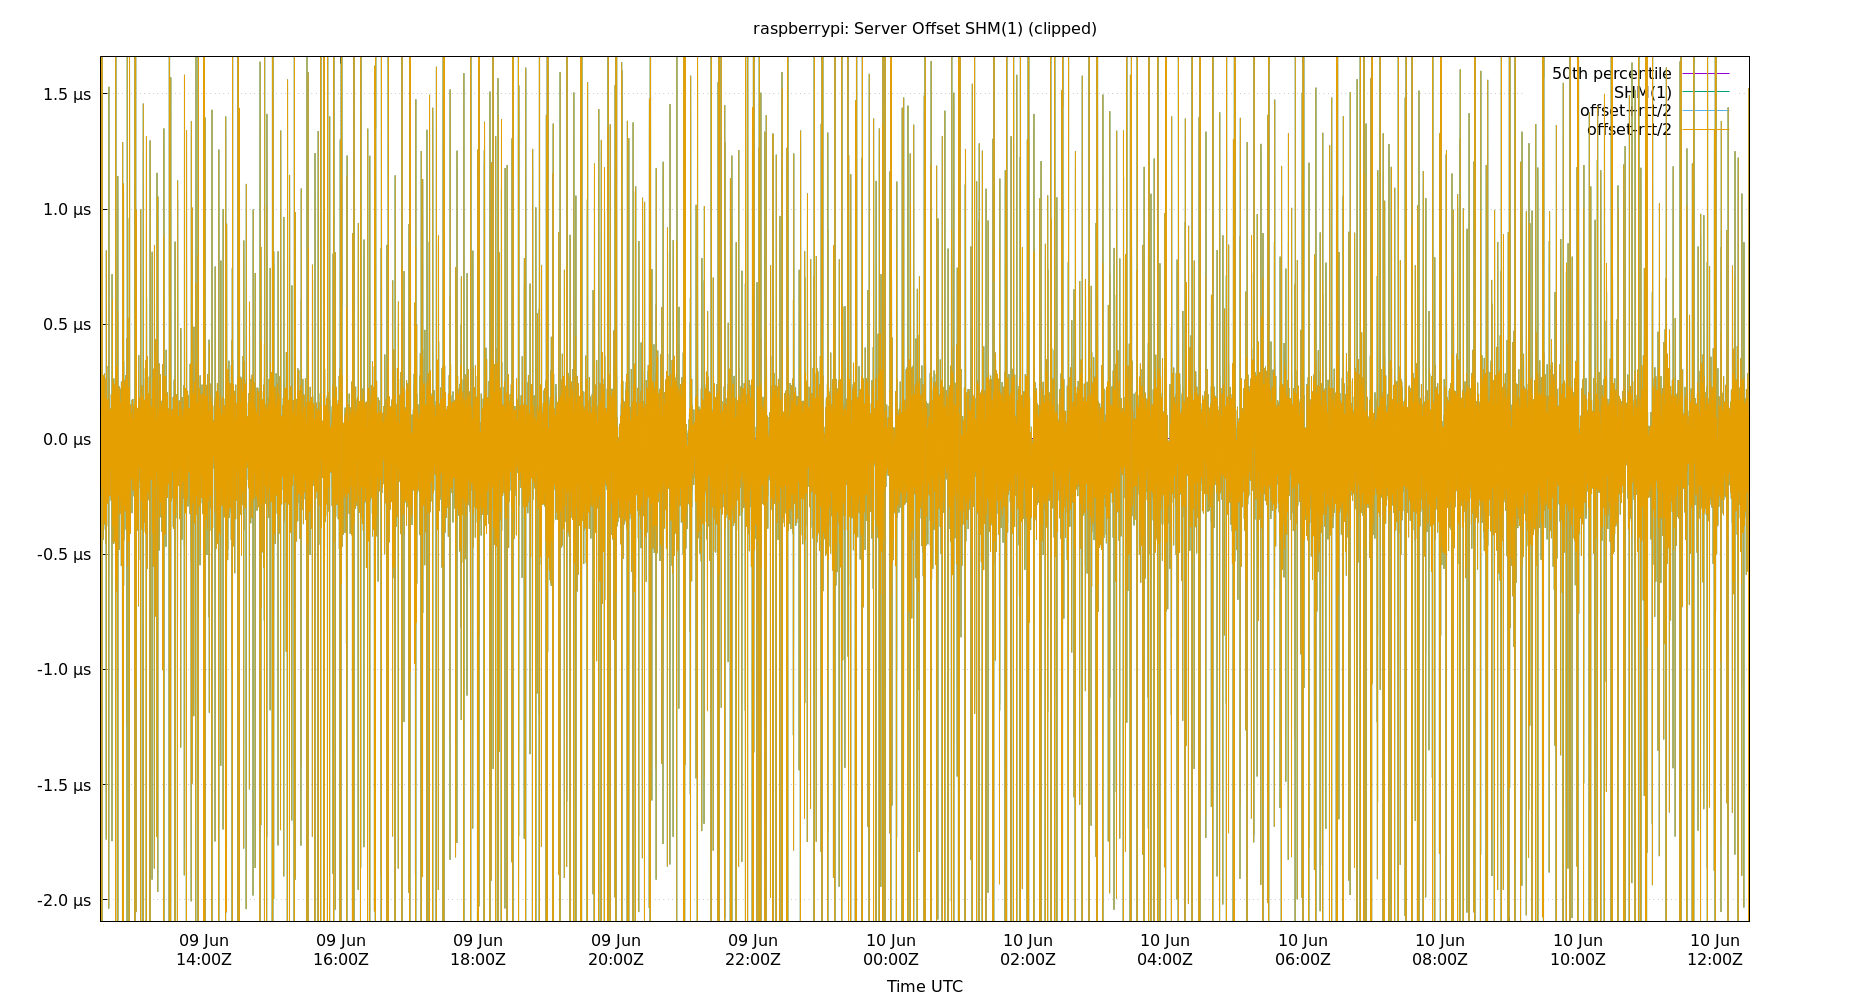 raspberrypi: Server Offset SHM(1) (clipped)
50th percentile
SHM(1)
offset+rtt/2
offset-rtt/2
1.5 µs
1.0 µs
0.5 µs
0.0 µs
-0.5 µs
-1.0 µs
-1.5 µs
-2.0 µs
09 Jun 09 Jun 09 Jun 09 Jun 09 Jun 10 Jun 10 Jun 10 Jun 10 Jun 10 Jun 10 Jun 10 Jun
14:00Z 16:00Z 18:00Z 20:00Z 22:00Z 00:00Z 02:00Z 04:00Z 06:00Z 08:00Z 10:00Z 12:00Z
Time UTC